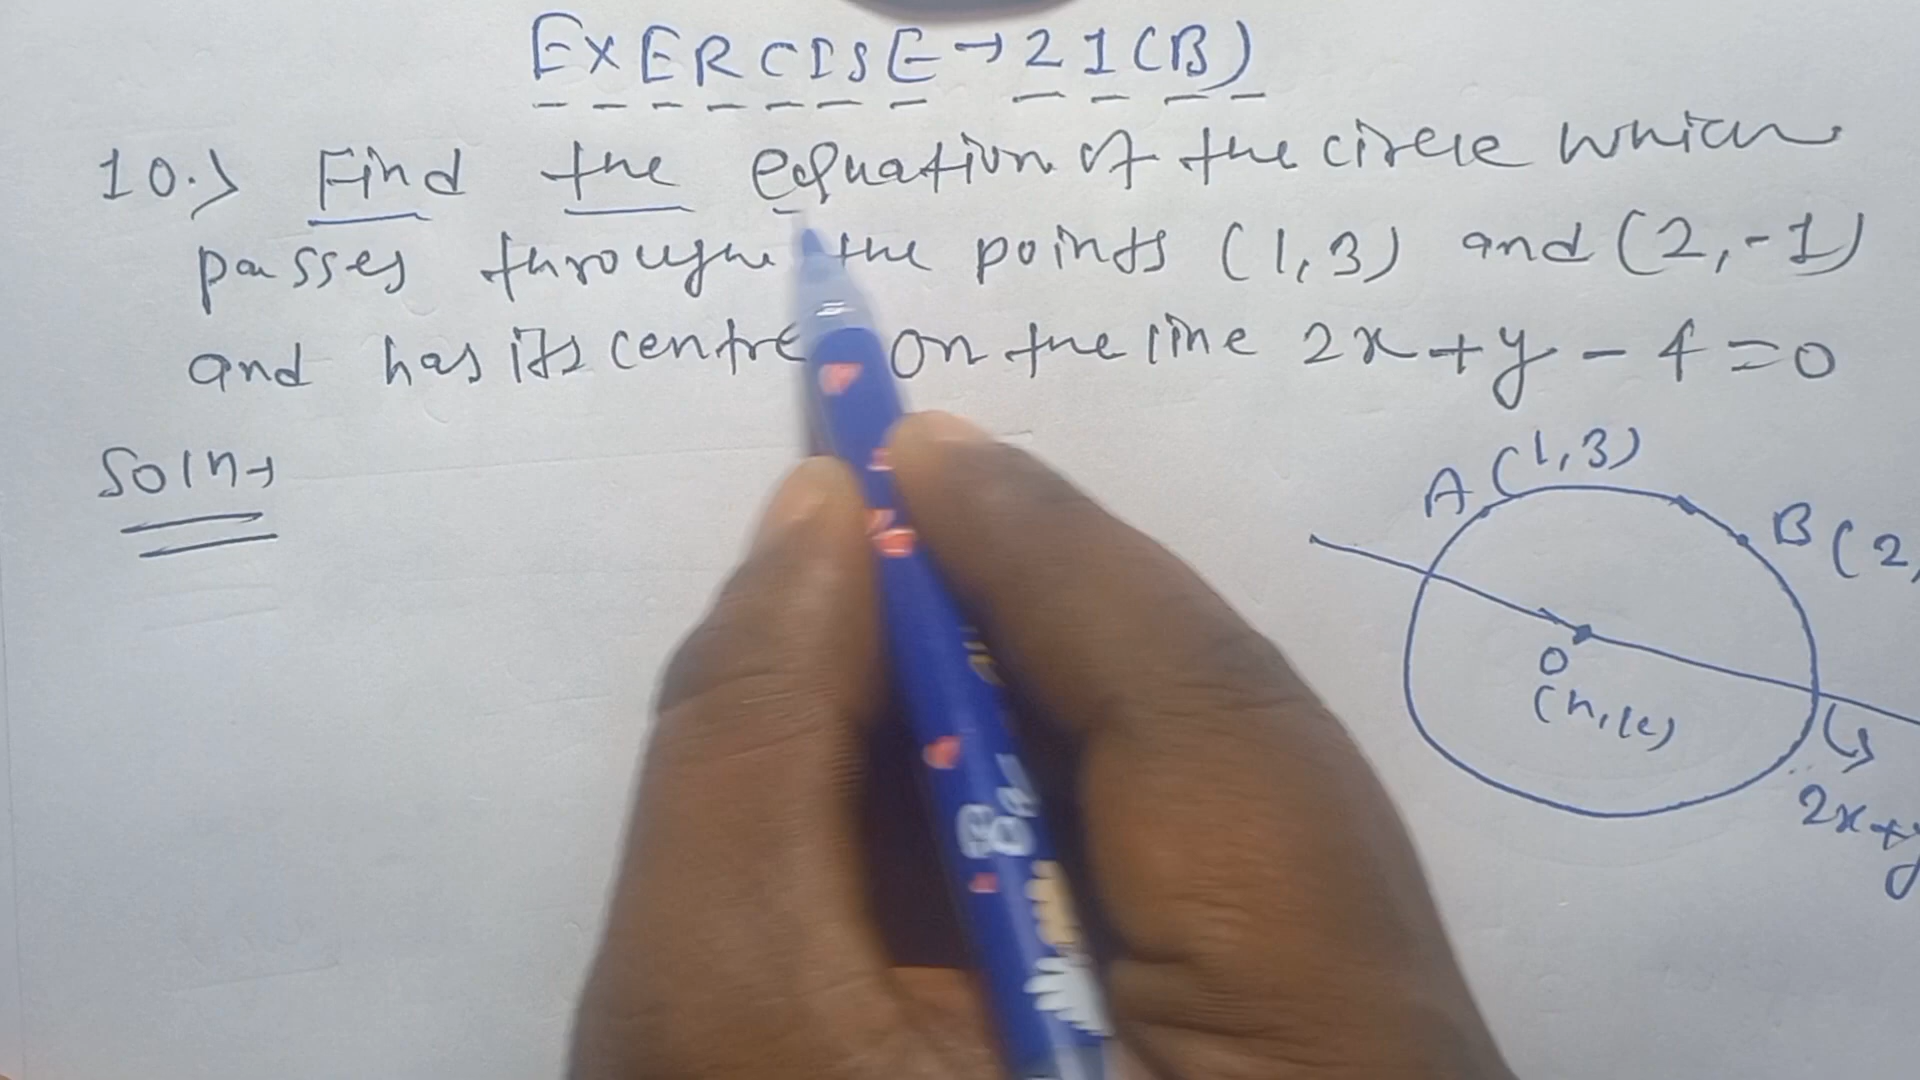 EXERCISE → 21(B)
10.) Find the equation of the circle which
passes through the points (1,3) and (2,-1)
and has its centre on the line 2x+y-4=0
Soln→
A (1,3)
B (2,
O
(h,k)
2x+y